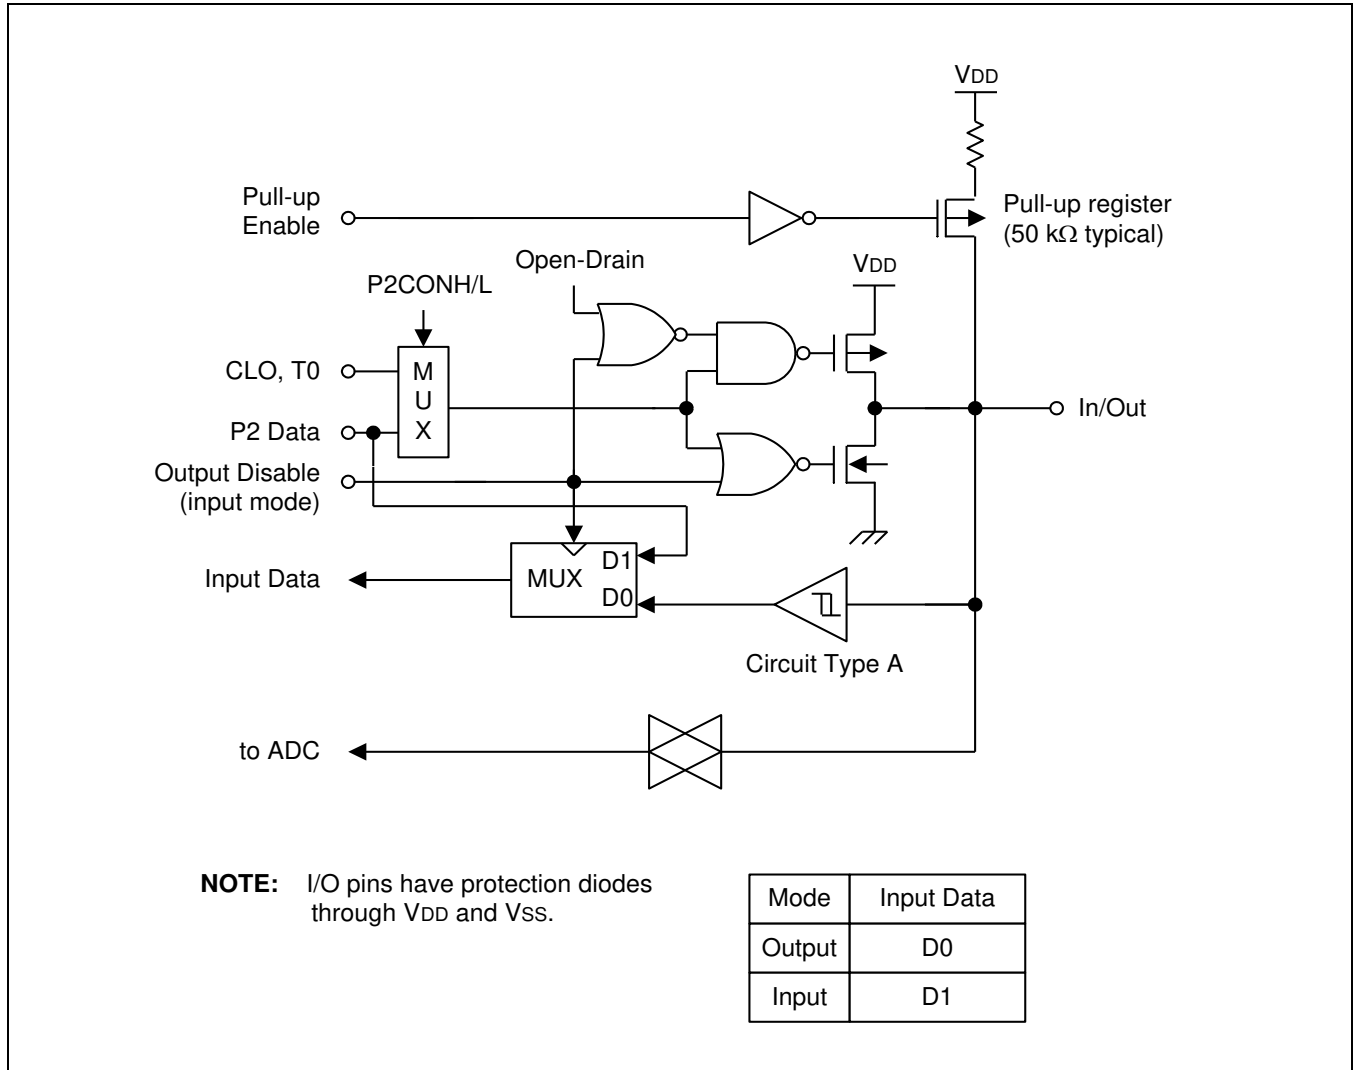 VDD
Pull-up
Enable
Pull-up register
(50 kΩ typical)
Open-Drain
VDD
P2CONH/L
CLO, T0
M
U
X
In/Out
P2 Data
Output Disable
(input mode)
D1
Input Data
MUX
D0
Circuit Type A
to ADC
NOTE: I/O pins have protection diodes
through VDD and VSS.
Mode Input Data
Output D0
Input D1